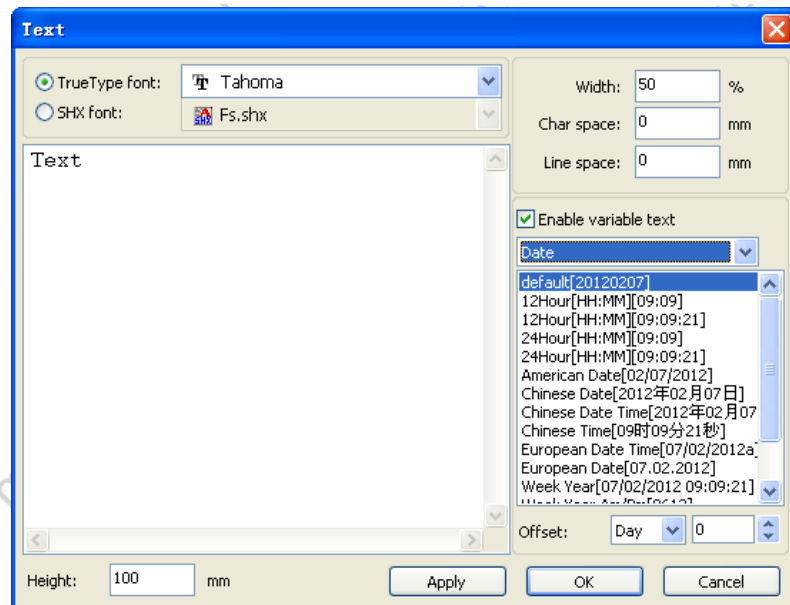 Text
TrueType font:
Tahoma
SHX font:
Fs.shx
Text
Width:
50
%
Char space:
0
mm
Line space:
0
mm
Enable variable text
Date
default[20120207]
12Hour[HH:MM][09:09]
12Hour[HH:MM][09:09:21]
24Hour[HH:MM][09:09]
24Hour[HH:MM][09:09:21]
American Date[02/07/2012]
Chinese Date[2012年02月07日]
Chinese Date Time[2012年02月07
Chinese Time[09时09分21秒]
European Date Time[07/02/2012a]
European Date[07.02.2012]
Week Year[07/02/2012 09:09:21]
Offset:
Day
0
Height:
100
mm
Apply
OK
Cancel